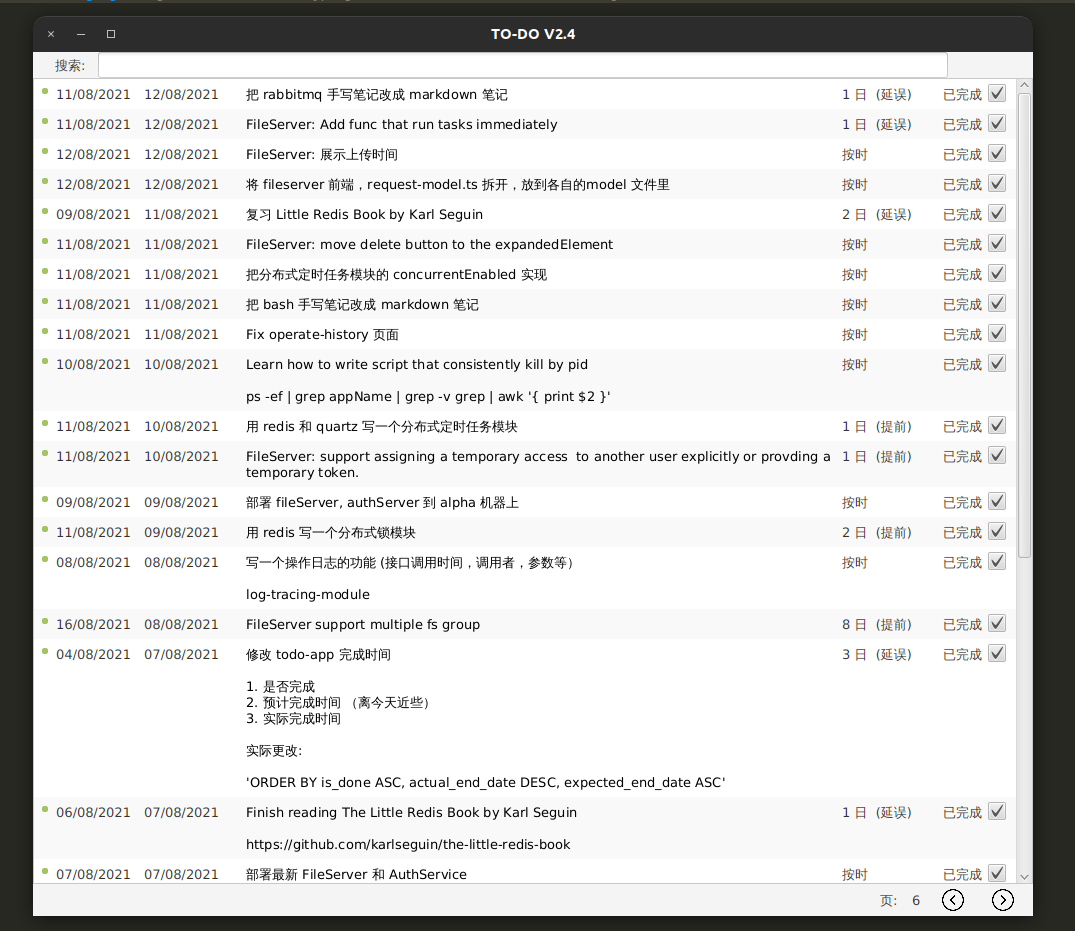 TO-DO V2.4
搜索:
11/08/2021 12/08/2021 把 rabbitmq 手写笔记改成 markdown 笔记 1 日 (延误) 已完成
11/08/2021 12/08/2021 FileServer: Add func that run tasks immediately 1 日 (延误) 已完成
12/08/2021 12/08/2021 FileServer: 展示上传时间 按时 已完成
12/08/2021 12/08/2021 将 fileserver 前端，request-model.ts 拆开，放到各自的model 文件里 按时 已完成
09/08/2021 11/08/2021 复习 Little Redis Book by Karl Seguin 2 日 (延误) 已完成
11/08/2021 11/08/2021 FileServer: move delete button to the expandedElement 按时 已完成
11/08/2021 11/08/2021 把分布式定时任务模块的 concurrentEnabled 实现 按时 已完成
11/08/2021 11/08/2021 把 bash 手写笔记改成 markdown 笔记 按时 已完成
11/08/2021 11/08/2021 Fix operate-history 页面 按时 已完成
10/08/2021 10/08/2021 Learn how to write script that consistently kill by pid 按时 已完成
ps -ef | grep appName | grep -v grep | awk '{ print $2 }'
11/08/2021 10/08/2021 用 redis 和 quartz 写一个分布式定时任务模块 1 日 (提前) 已完成
11/08/2021 10/08/2021 FileServer: support assigning a temporary access  to another user explicitly or provding a 1 日 (提前) 已完成
temporary token.
09/08/2021 09/08/2021 部署 fileServer, authServer 到 alpha 机器上 按时 已完成
11/08/2021 09/08/2021 用 redis 写一个分布式锁模块 2 日 (提前) 已完成
08/08/2021 08/08/2021 写一个操作日志的功能 (接口调用时间，调用者，参数等） 按时 已完成
log-tracing-module
16/08/2021 08/08/2021 FileServer support multiple fs group 8 日 (提前) 已完成
04/08/2021 07/08/2021 修改 todo-app 完成时间 3 日 (延误) 已完成
1. 是否完成
2. 预计完成时间 （离今天近些）
3. 实际完成时间
实际更改:
'ORDER BY is_done ASC, actual_end_date DESC, expected_end_date ASC'
06/08/2021 07/08/2021 Finish reading The Little Redis Book by Karl Seguin 1 日 (延误) 已完成
https://github.com/karlseguin/the-little-redis-book
07/08/2021 07/08/2021 部署最新 FileServer 和 AuthService 按时 已完成
页: 6